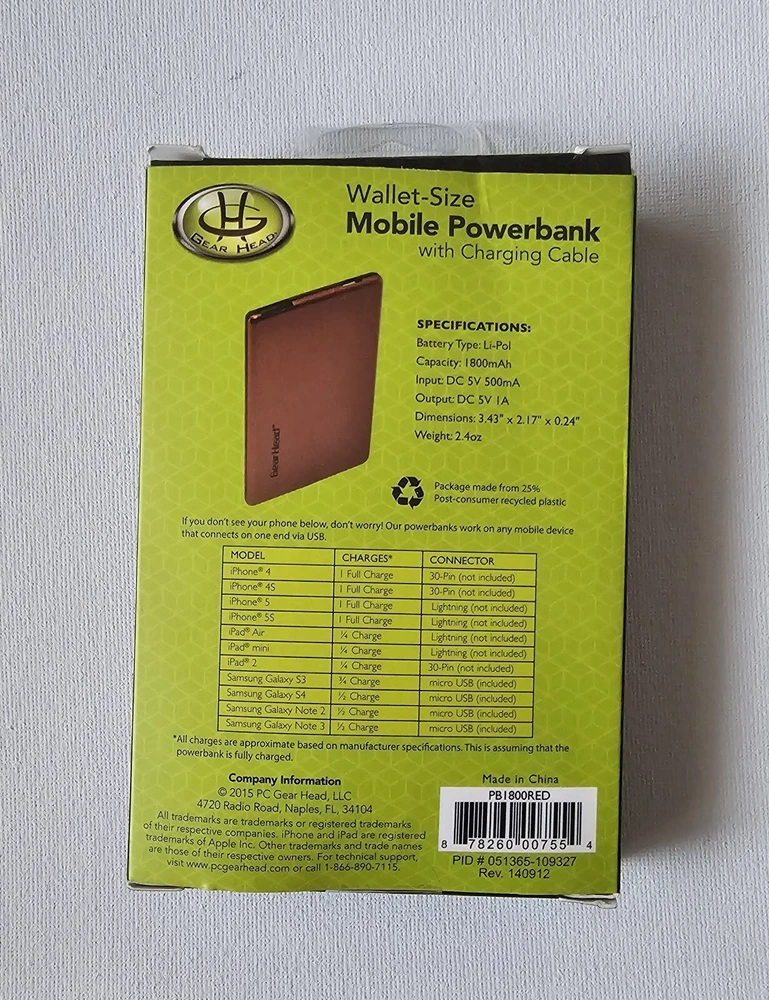 GEAR HEAD
Wallet-Size
Mobile Powerbank
with Charging Cable
Gear Head™
SPECIFICATIONS:
Battery Type: Li-Pol
Capacity: 1800mAh
Input: DC 5V 500mA
Output: DC 5V 1A
Dimensions: 3.43" x 2.17" x 0.24"
Weight: 2.4oz
Package made from 25%
Post-consumer recycled plastic
If you don't see your phone below, don't worry! Our powerbanks work on any mobile device
that connects on one end via USB.
MODEL CHARGES* CONNECTOR
iPhone® 4 1 Full Charge 30-Pin (not included)
iPhone® 4S 1 Full Charge 30-Pin (not included)
iPhone® 5 1 Full Charge Lightning (not included)
iPhone® 5S 1 Full Charge Lightning (not included)
iPad® Air ¼ Charge Lightning (not included)
iPad® mini ¼ Charge Lightning (not included)
iPad® 2 ¼ Charge 30-Pin (not included)
Samsung Galaxy S3 ¾ Charge micro USB (included)
Samsung Galaxy S4 ½ Charge micro USB (included)
Samsung Galaxy Note 2 ½ Charge micro USB (included)
Samsung Galaxy Note 3 ½ Charge micro USB (included)
*All charges are approximate based on manufacturer specifications. This is assuming that the
powerbank is fully charged.
Company Information
© 2015 PC Gear Head, LLC
4720 Radio Road, Naples, FL, 34104
All trademarks are trademarks or registered trademarks
of their respective companies. iPhone and iPad are registered
trademarks of Apple Inc. Other trademarks and trade names
are those of their respective owners. For technical support,
visit www.pcgearhead.com or call 1-866-890-7115.
Made in China
PB1800RED
8 78260 00755 4
PID # 051365-109327
Rev. 140912